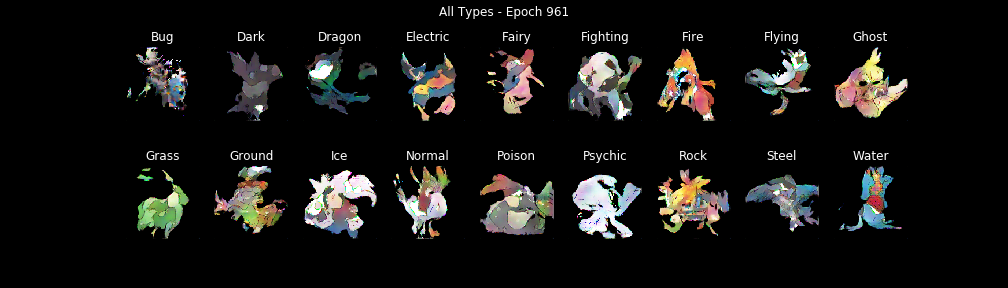 All Types - Epoch 961
Bug Dark Dragon Electric Fairy Fighting Fire Flying Ghost
Grass Ground Ice Normal Poison Psychic Rock Steel Water